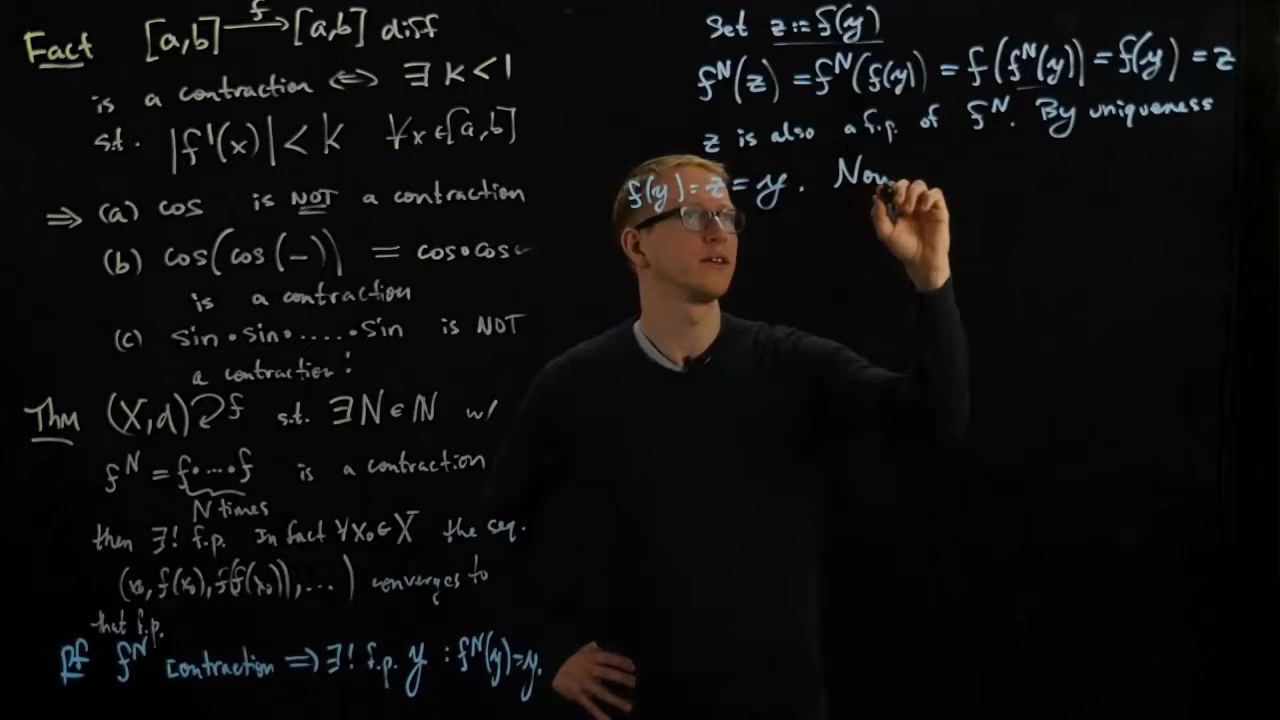 Fact [a,b] —f→ [a,b] diff
is a contraction ⟺ ∃ k<1
s.t. |f'(x)| < k ∀x∈[a,b]
⇒ (a) cos is NOT a contraction
(b) cos(cos(–)) = cos∘cos
is a contraction
(c) sin∘sin∘.....∘sin is NOT
a contraction!
Thm (X,d)⟲f s.t. ∃N∈ℕ w/
f^N = f∘...∘f is a contraction
N times
then ∃! f.p. In fact ∀x₀∈X the seq.
(x₀, f(x₀), f(f(x₀)),...) converges to
that f.p.
Pf f^N contraction ⇒ ∃! f.p. y : f^N(y)=y.
Set z := f(y)
f^N(z) = f^N(f(y)) = f(f^N(y)) = f(y) = z
z is also a f.p. of f^N. By uniqueness
f(y) = z = y. Now